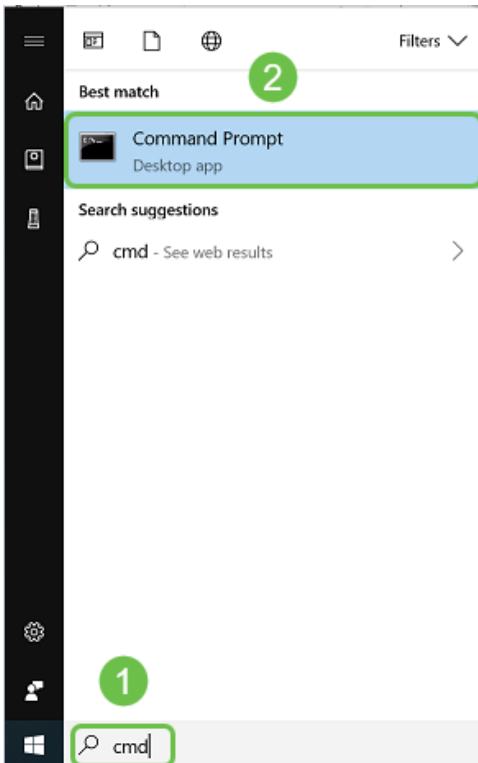 Filters
2
Best match
Command Prompt
Desktop app
Search suggestions
cmd - See web results
1
cmd